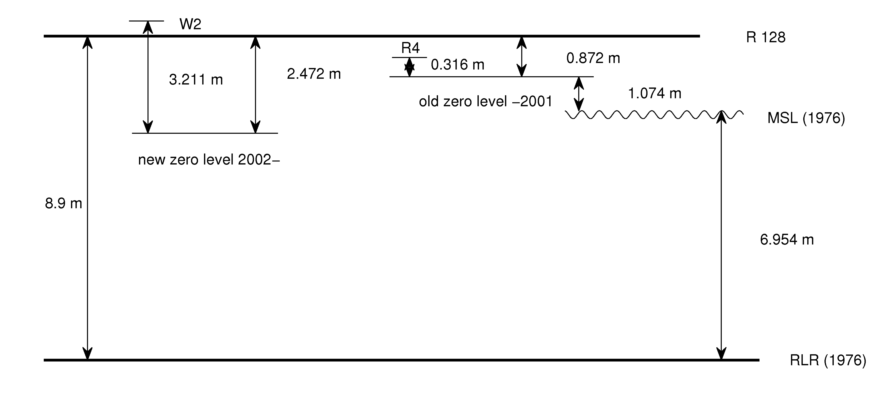 W2
R 128
R4
0.316 m
0.872 m
3.211 m
2.472 m
old zero level −2001
1.074 m
MSL (1976)
new zero level 2002−
8.9 m
6.954 m
RLR (1976)